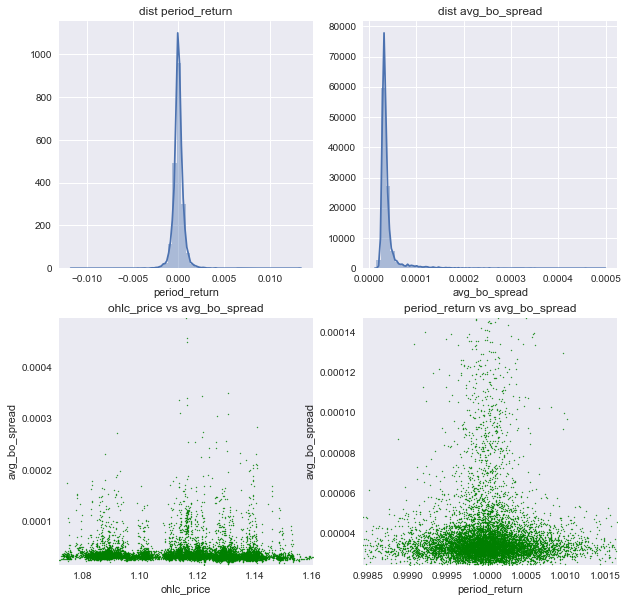 dist period_return
1000
800
600
400
200
0
−0.010 −0.005 0.000 0.005 0.010
period_return
dist avg_bo_spread
80000
70000
60000
50000
40000
30000
20000
10000
0
0.0000 0.0001 0.0002 0.0003 0.0004 0.0005
avg_bo_spread
ohlc_price vs avg_bo_spread
avg_bo_spread
0.0004
0.0003
0.0002
0.0001
1.08 1.10 1.12 1.14 1.16
ohlc_price
period_return vs avg_bo_spread
avg_bo_spread
0.00014
0.00012
0.00010
0.00008
0.00006
0.00004
0.9985 0.9990 0.9995 1.0000 1.0005 1.0010 1.0015
period_return